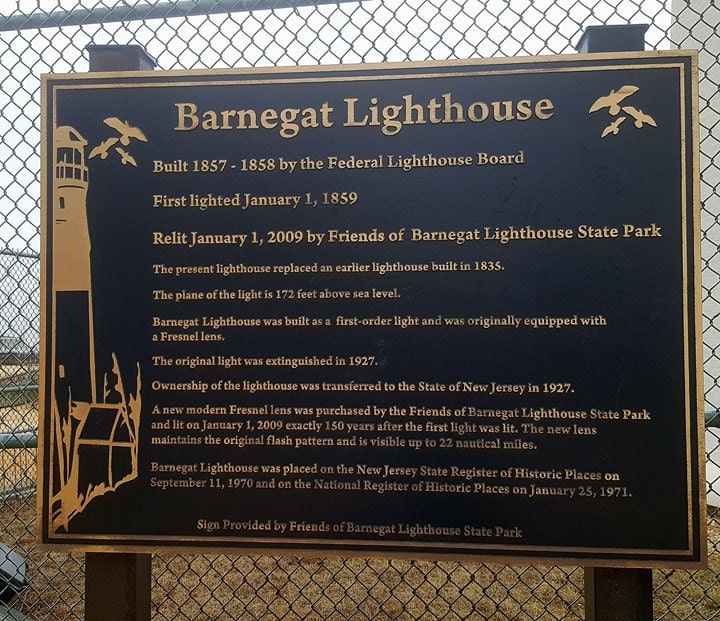 Barnegat Lighthouse
Built 1857 - 1858 by the Federal Lighthouse Board
First lighted January 1, 1859
Relit January 1, 2009 by Friends of Barnegat Lighthouse State Park
The present lighthouse replaced an earlier lighthouse built in 1835.
The plane of the light is 172 feet above sea level.
Barnegat Lighthouse was built as a first-order light and was originally equipped with
a Fresnel lens.
The original light was extinguished in 1927.
Ownership of the lighthouse was transferred to the State of New Jersey in 1927.
A new modern Fresnel lens was purchased by the Friends of Barnegat Lighthouse State Park
and lit on January 1, 2009 exactly 150 years after the first light was lit. The new lens
maintains the original flash pattern and is visible up to 22 nautical miles.
Barnegat Lighthouse was placed on the New Jersey State Register of Historic Places on
September 11, 1970 and on the National Register of Historic Places on January 25, 1971.
Sign Provided by Friends of Barnegat Lighthouse State Park